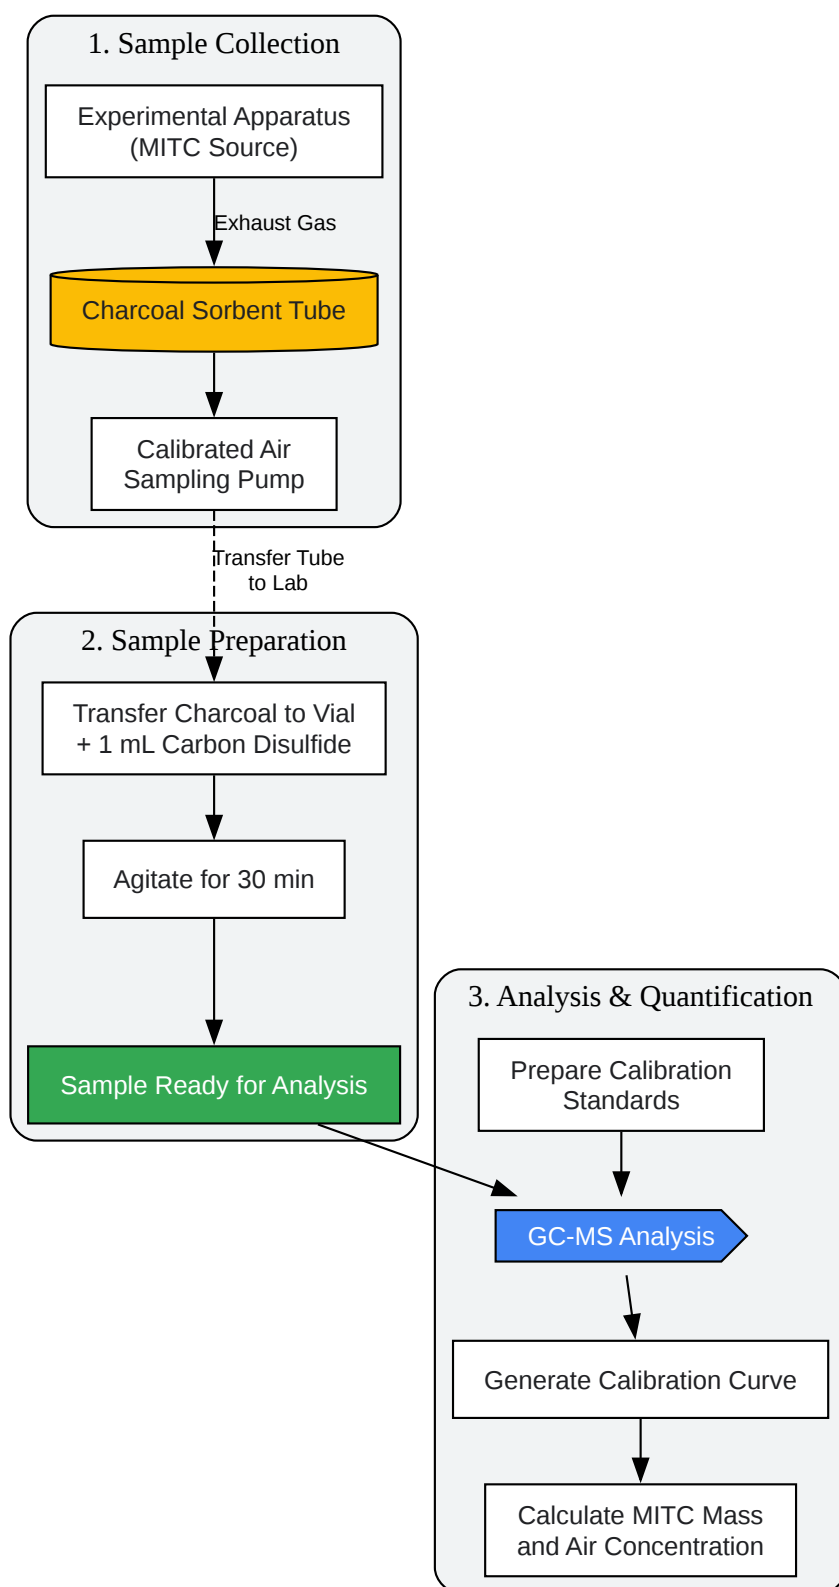 1. Sample Collection
Experimental Apparatus
(MITC Source)
Exhaust Gas
Charcoal Sorbent Tube
Calibrated Air
Sampling Pump
Transfer Tube
to Lab
2. Sample Preparation
Transfer Charcoal to Vial
+ 1 mL Carbon Disulfide
Agitate for 30 min
Sample Ready for Analysis
3. Analysis & Quantification
Prepare Calibration
Standards
GC-MS Analysis
Generate Calibration Curve
Calculate MITC Mass
and Air Concentration